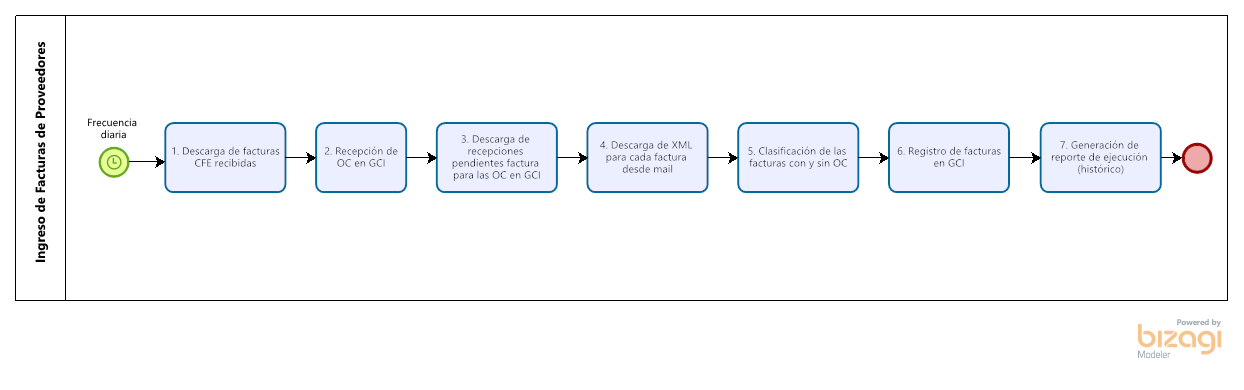 Ingreso de Facturas de Proveedores
Frecuencia
diaria
1. Descarga de facturas
CFE recibidas
2. Recepción de
OC en GCI
3. Descarga de
recepciones
pendientes factura
para las OC en GCI
4. Descarga de XML
para cada factura
desde mail
5. Clasificación de las
facturas con y sin OC
6. Registro de facturas
en GCI
7. Generación de
reporte de ejecución
(histórico)
Powered by
bizagi
Modeler